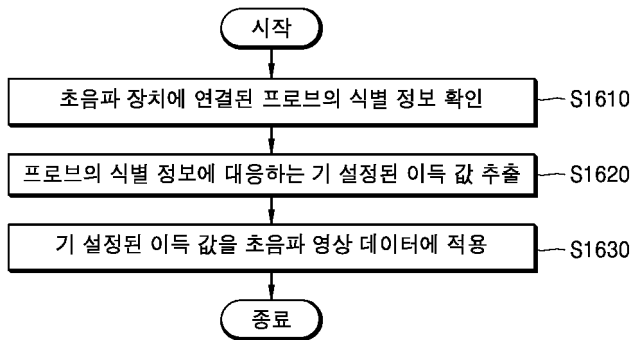 시작
초음파 장치에 연결된 프로브의 식별 정보 확인
S1610
프로브의 식별 정보에 대응하는 기 설정된 이득 값 추출
S1620
기 설정된 이득 값을 초음파 영상 데이터에 적용
S1630
종료